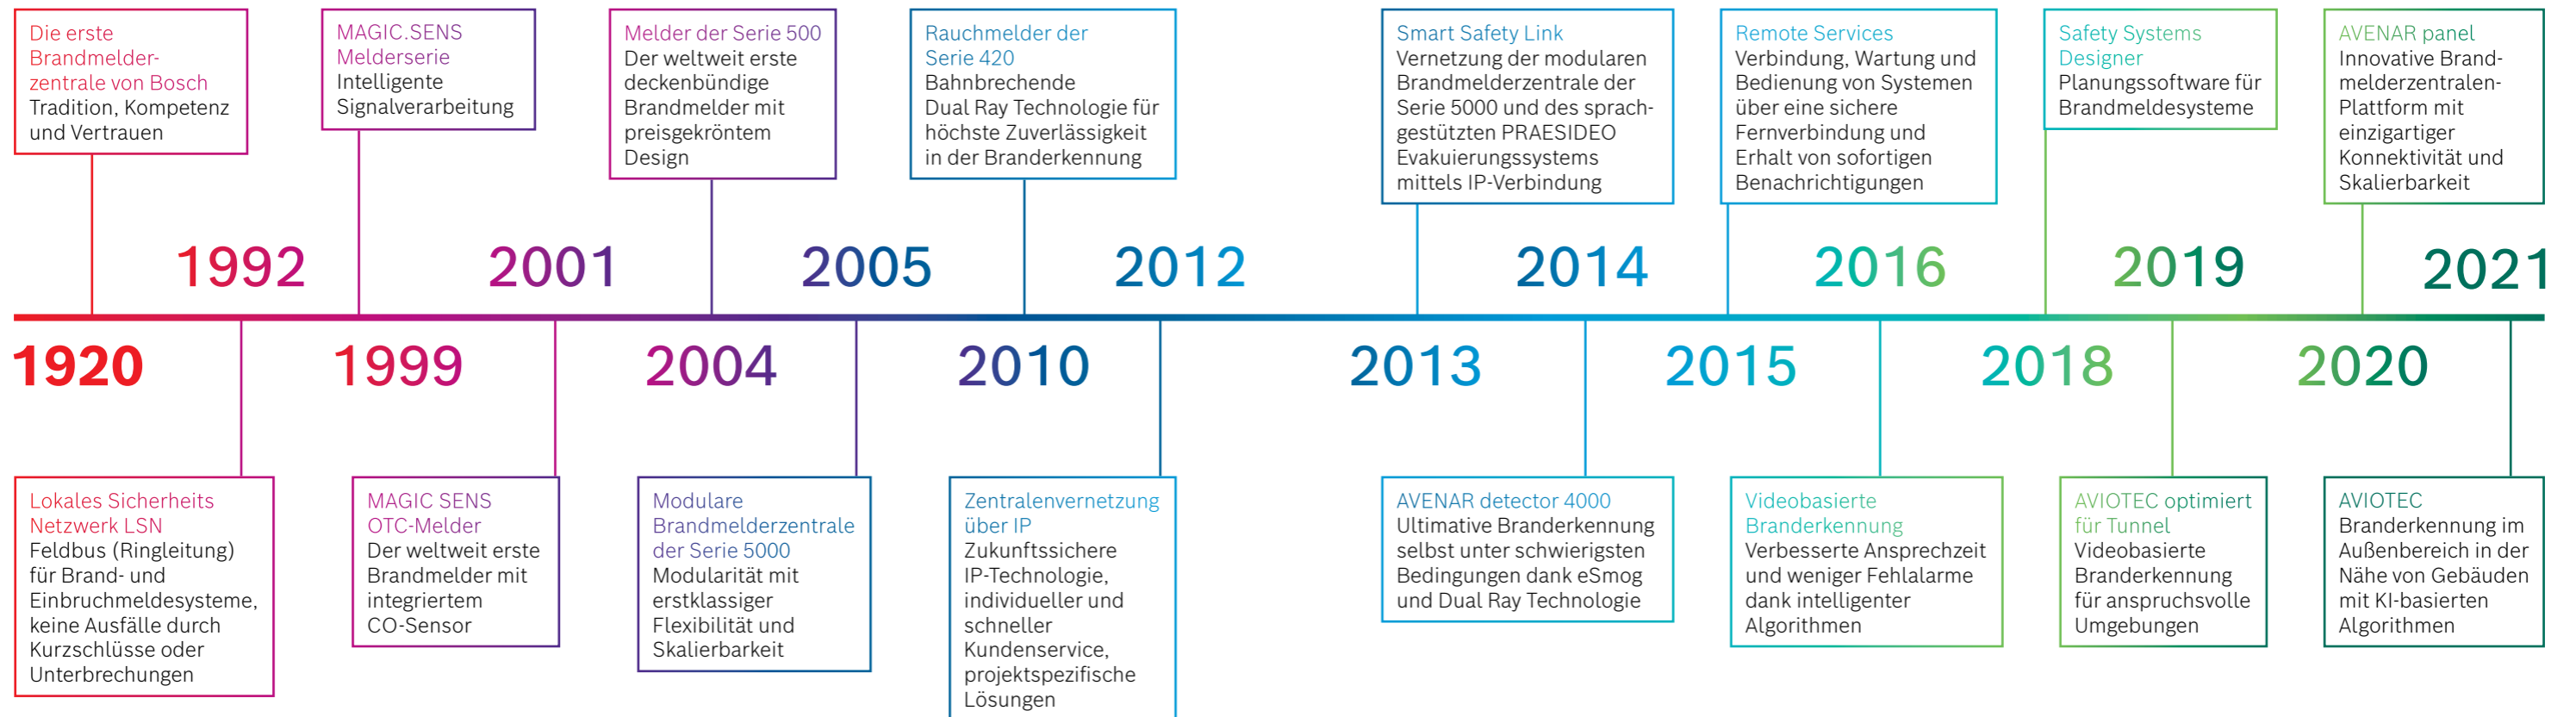 Die erste
Brandmelder-
zentrale von Bosch
Tradition, Kompetenz
und Vertrauen
MAGIC.SENS
Melderserie
Intelligente
Signalverarbeitung
Melder der Serie 500
Der weltweit erste
deckenbündige
Brandmelder mit
preisgekröntem
Design
Rauchmelder der
Serie 420
Bahnbrechende
Dual Ray Technologie für
höchste Zuverlässigkeit
in der Branderkennung
Smart Safety Link
Vernetzung der modularen
Brandmelderzentrale der
Serie 5000 und des sprach-
gestützten PRAESIDEO
Evakuierungssystems
mittels IP-Verbindung
Remote Services
Verbindung, Wartung und
Bedienung von Systemen
über eine sichere
Fernverbindung und
Erhalt von sofortigen
Benachrichtigungen
Safety Systems
Designer
Planungssoftware für
Brandmeldesysteme
AVENAR panel
Innovative Brand-
melderzentralen-
Plattform mit
einzigartiger
Konnektivität und
Skalierbarkeit
1992
2001
2005
2012
2014
2016
2019
2021
1920
1999
2004
2010
2013
2015
2018
2020
Lokales Sicherheits
Netzwerk LSN
Feldbus (Ringleitung)
für Brand- und
Einbruchmeldesysteme,
keine Ausfälle durch
Kurzschlüsse oder
Unterbrechungen
MAGIC SENS
OTC-Melder
Der weltweit erste
Brandmelder mit
integriertem
CO-Sensor
Modulare
Brandmelderzentrale
der Serie 5000
Modularität mit
erstklassiger
Flexibilität und
Skalierbarkeit
Zentralenvernetzung
über IP
Zukunftssichere
IP-Technologie,
individueller und
schneller
Kundenservice,
projektspezifische
Lösungen
AVENAR detector 4000
Ultimative Branderkennung
selbst unter schwierigsten
Bedingungen dank eSmog
und Dual Ray Technologie
Videobasierte
Branderkennung
Verbesserte Ansprechzeit
und weniger Fehlalarme
dank intelligenter
Algorithmen
AVIOTEC optimiert
für Tunnel
Videobasierte
Branderkennung
für anspruchsvolle
Umgebungen
AVIOTEC
Branderkennung im
Außenbereich in der
Nähe von Gebäuden
mit KI-basierten
Algorithmen